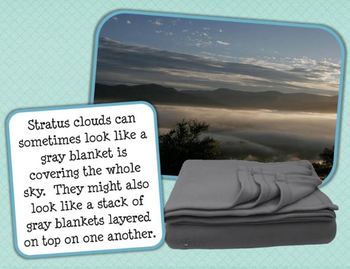 Stratus clouds can
sometimes look like a
gray blanket is
covering the whole
sky. They might also
look like a stack of
gray blankets layered
on top on one another.